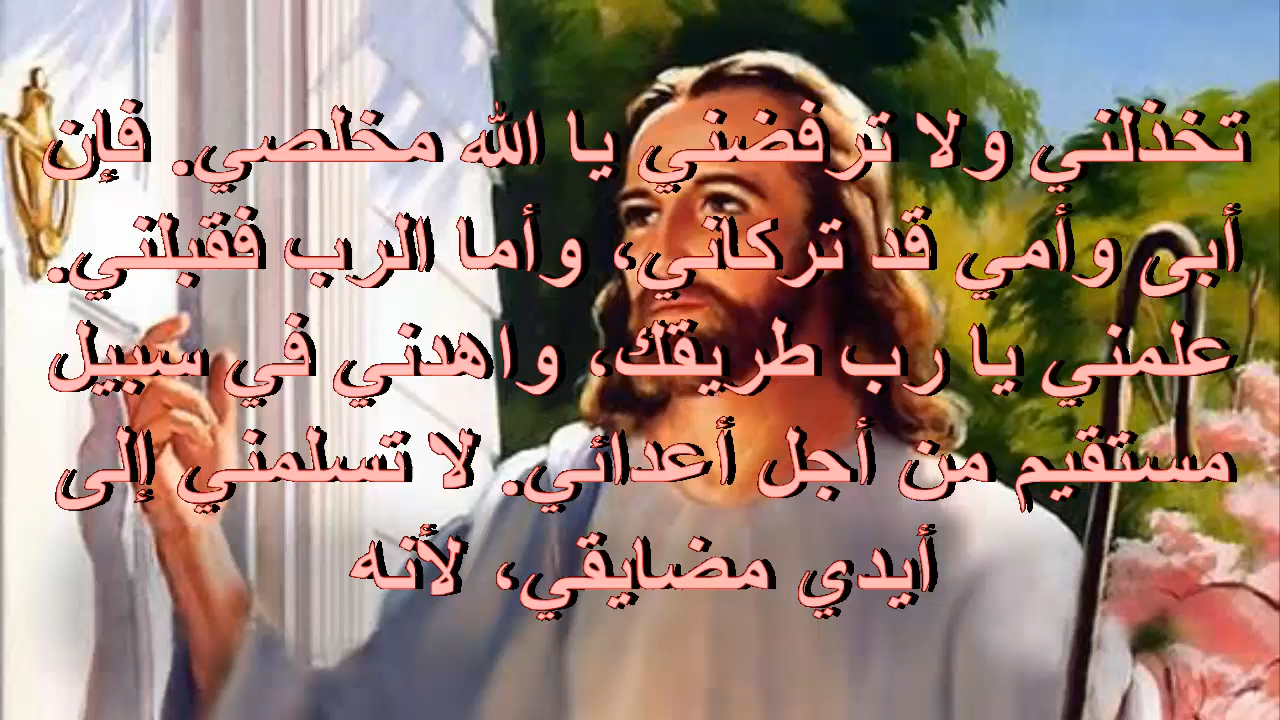 تخذلني ولا ترفضني يا الله مخلصي. فإن
أبى وأمي قد تركاني، وأما الرب فقبلني.
علمني يا رب طريقك، واهدني في سبيل
مستقيم من أجل أعدائي. لا تسلمني إلى
أيدي مضايقي، لأنه